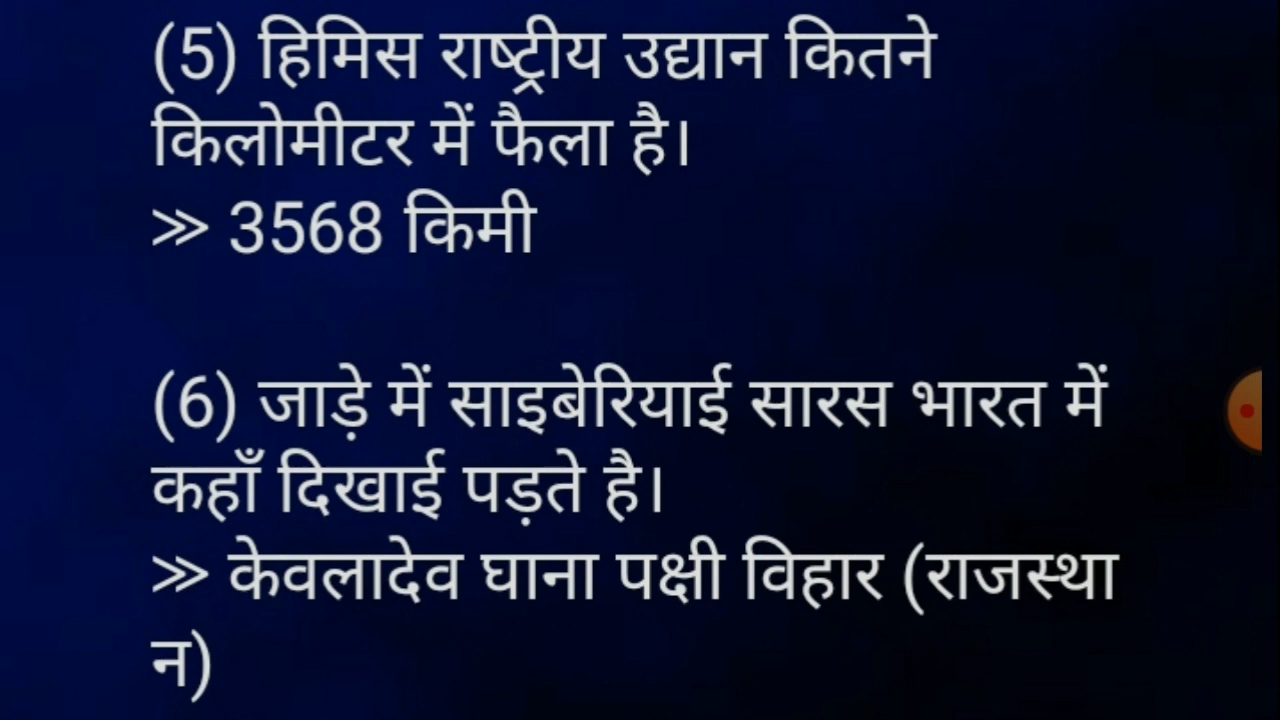 (5) हिमिस राष्ट्रीय उद्यान कितने
किलोमीटर में फैला है।
>> 3568 किमी
(6) जाड़े में साइबेरियाई सारस भारत में
कहाँ दिखाई पड़ते है।
>> केवलादेव घाना पक्षी विहार (राजस्था
न)